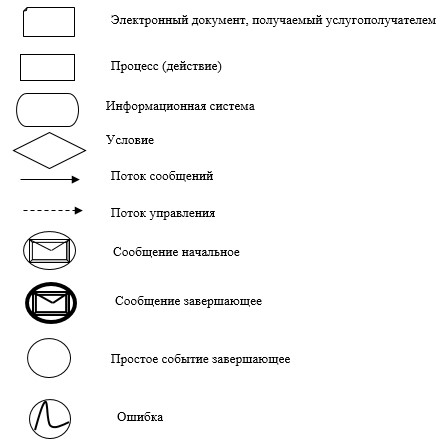 Электронный документ, получаемый услугополучателем
Процесс (действие)
Информационная система
Условие
Поток сообщений
Поток управления
Сообщение начальное
Сообщение завершающее
Простое событие завершающее
Ошибка